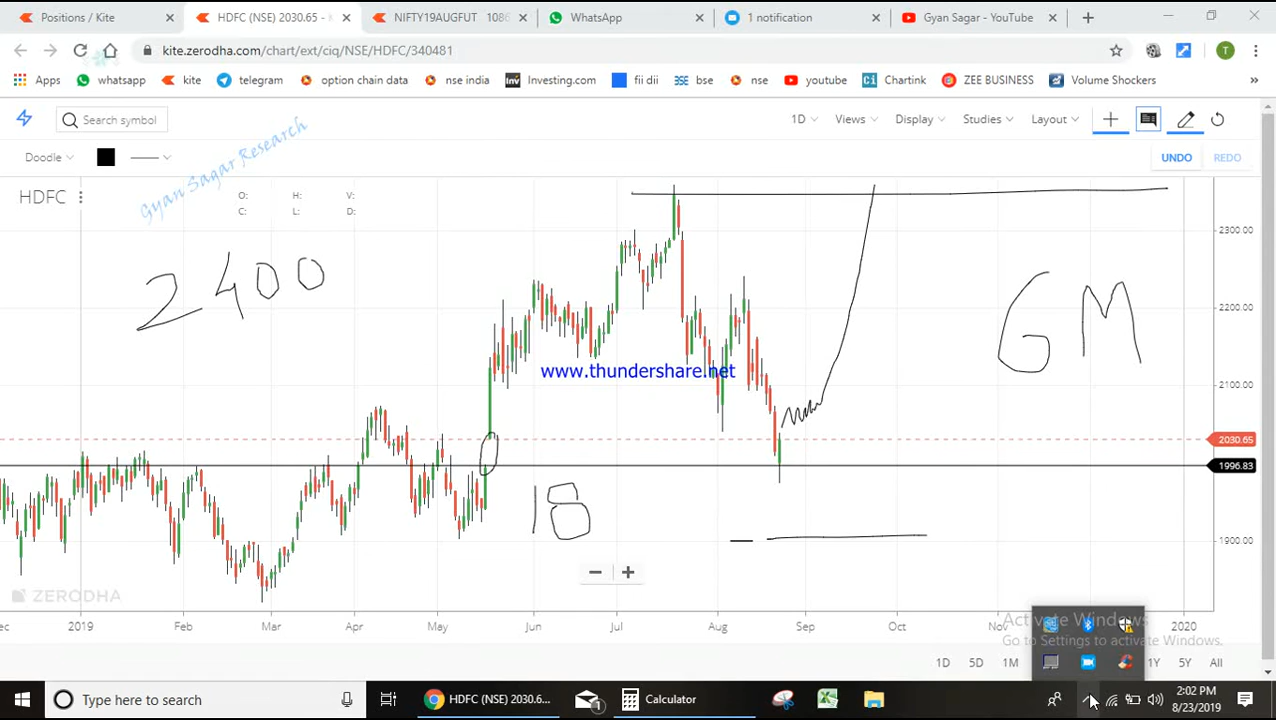 Positions / Kite
HDFC (NSE) 2030.65 - K
NIFTY19AUGFUT 1086
WhatsApp
1 notification
Gyan Sagar - YouTube
kite.zerodha.com/chart/ext/ciq/NSE/HDFC/340481
T
Apps
whatsapp
kite
telegram
option chain data
nse india
Inv
Investing.com
fii dii
bse
nse
youtube
Chartink
ZEE BUSINESS
Volume Shockers
Search symbol
1D
Views
Display
Studies
Layout
Doodle
UNDO
REDO
Gyan Sagar Research
HDFC
O:
H:
V:
C:
L:
D:
2400
GM
18
www.thundershare.net
2300.00
2200.00
2100.00
2030.65
1996.83
1900.00
ZERODHA
2019
Feb
Mar
Apr
May
Jun
Jul
Aug
Sep
Oct
Nov
2020
Activate Windows
Go to Settings to activate Windows.
1D
5D
1M
1Y
5Y
All
Type here to search
HDFC (NSE) 2030.6...
1
Calculator
2:02 PM
8/23/2019